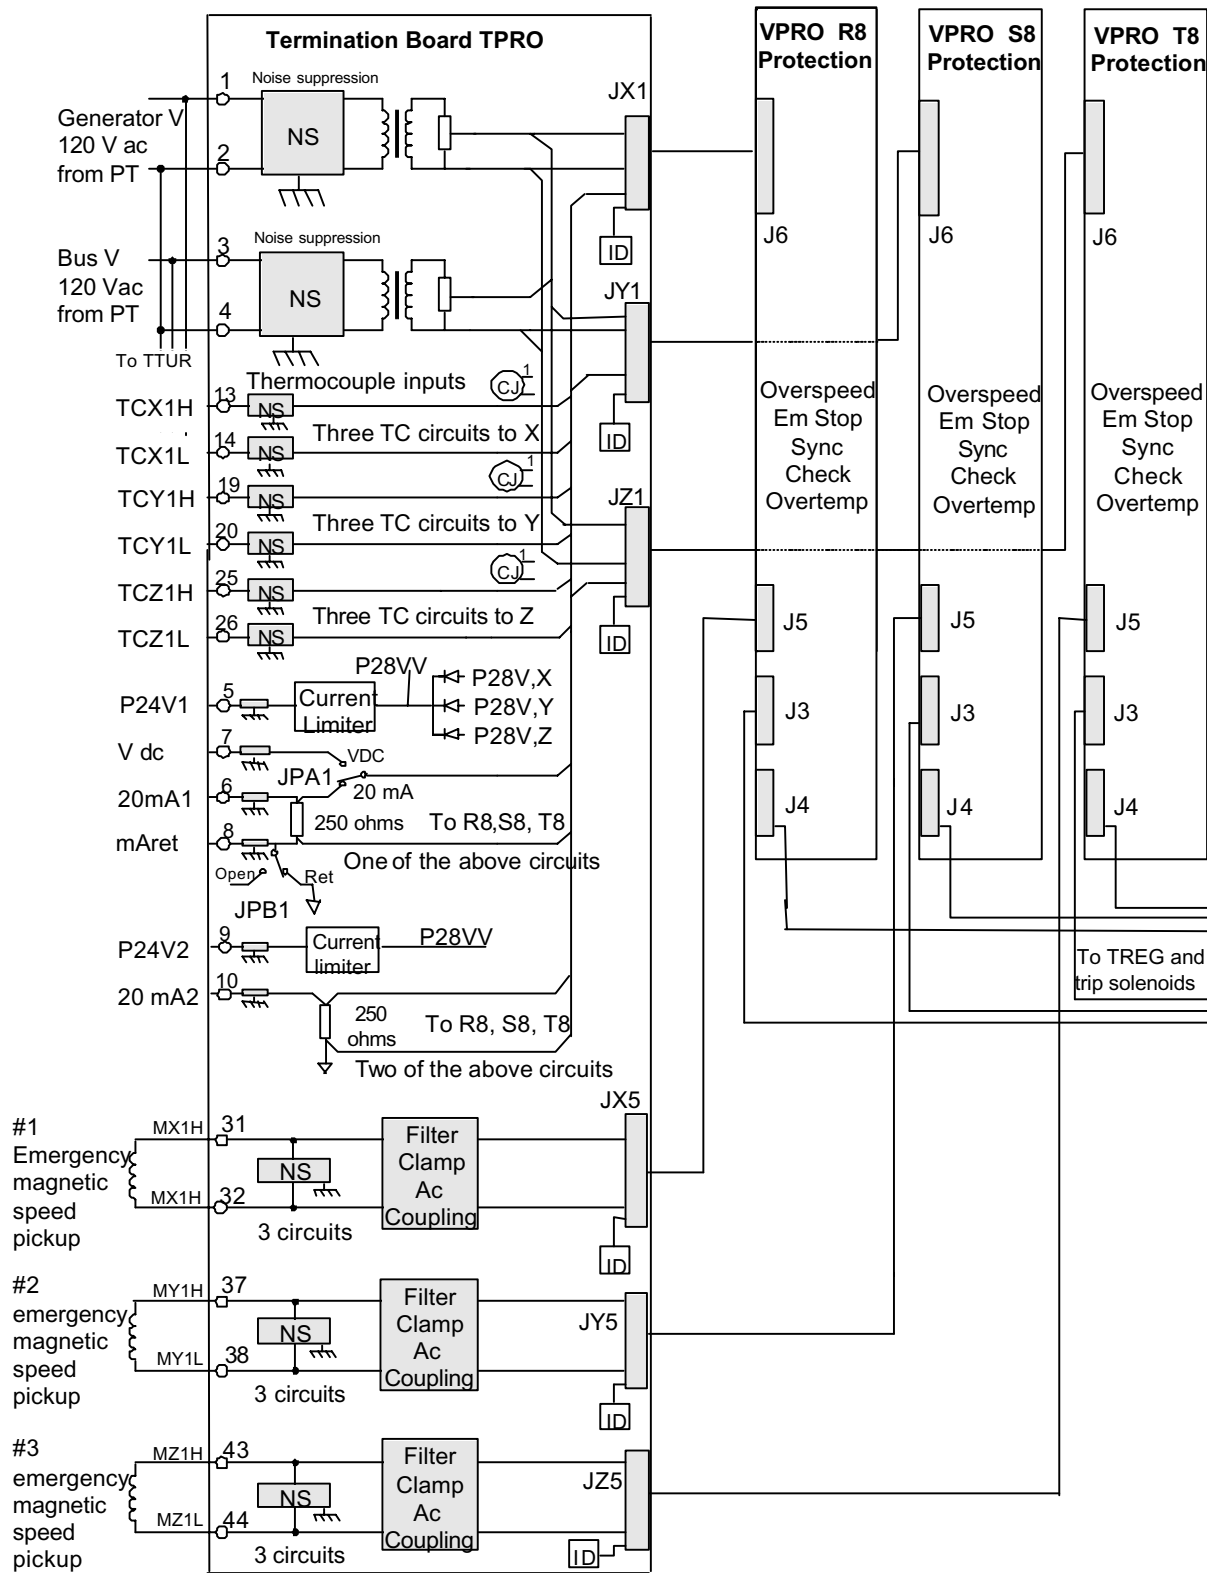 Termination Board TPRO
VPRO R8
Protection
VPRO S8
Protection
VPRO T8
Protection
Noise suppression
1
NS
2
Generator V
120 V ac
from PT
JX1
ID
J6
J6
J6
Noise suppression
3
NS
4
Bus V
120 Vac
from PT
To TTUR
JY1
ID
Thermocouple inputs
CJ
1
TCX1H
13
NS
Three TC circuits to X
TCX1L
14
NS
CJ
1
TCY1H
19
NS
Three TC circuits to Y
TCY1L
20
NS
JZ1
ID
CJ
1
TCZ1H
25
NS
Three TC circuits to Z
TCZ1L
26
NS
Overspeed
Em Stop
Sync
Check
Overtemp
Overspeed
Em Stop
Sync
Check
Overtemp
Overspeed
Em Stop
Sync
Check
Overtemp
J5
J5
J5
J3
J3
J3
J4
J4
J4
P24V1
5
Current
Limiter
P28VV
P28V,X
P28V,Y
P28V,Z
V dc
7
VDC
JPA1
20 mA
20mA1
6
250 ohms
To R8,S8, T8
mAret
8
One of the above circuits
Open
Ret
JPB1
P24V2
9
Current
limiter
P28VV
To TREG and
trip solenoids
20 mA2
10
250
ohms
To R8, S8, T8
Two of the above circuits
#1
Emergency
magnetic
speed
pickup
MX1H
31
NS
MX1H
32
3 circuits
Filter
Clamp
Ac
Coupling
JX5
ID
#2
emergency
magnetic
speed
pickup
MY1H
37
NS
MY1L
38
3 circuits
Filter
Clamp
Ac
Coupling
JY5
ID
#3
emergency
magnetic
speed
pickup
MZ1H
43
NS
MZ1L
44
3 circuits
Filter
Clamp
Ac
Coupling
JZ5
ID